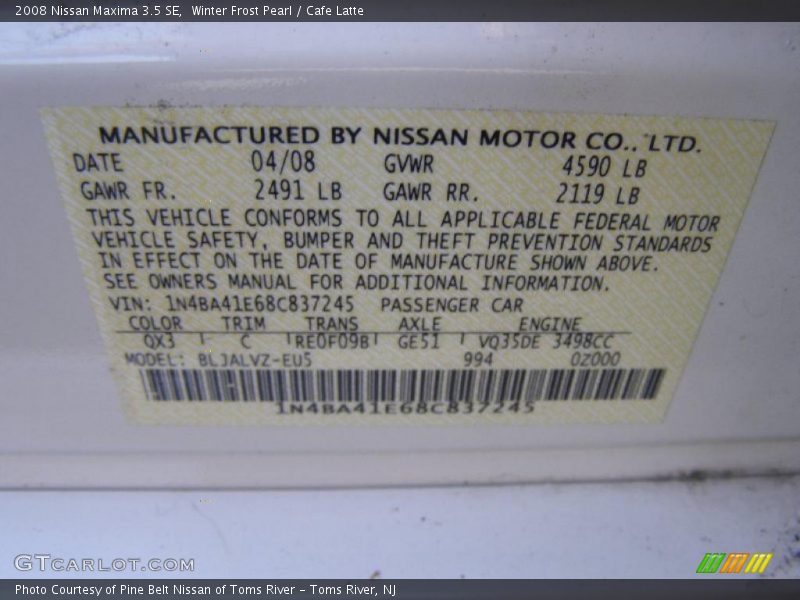 2008 Nissan Maxima 3.5 SE,  Winter Frost Pearl / Cafe Latte
MANUFACTURED BY NISSAN MOTOR CO., LTD.
DATE 04/08 GVWR 4590 LB
GAWR FR. 2491 LB GAWR RR. 2119 LB
THIS VEHICLE CONFORMS TO ALL APPLICABLE FEDERAL MOTOR
VEHICLE SAFETY, BUMPER AND THEFT PREVENTION STANDARDS
IN EFFECT ON THE DATE OF MANUFACTURE SHOWN ABOVE.
SEE OWNERS MANUAL FOR ADDITIONAL INFORMATION.
VIN: 1N4BA41E68C837245 PASSENGER CAR
COLOR TRIM TRANS AXLE ENGINE
QX3 C RE0F09B GE51 VQ35DE 3498CC
MODEL: BLJALVZ-EU5 994 0Z000
1N4BA41E68C837245
GTCARLOT.COM
Photo Courtesy of Pine Belt Nissan of Toms River – Toms River, NJ